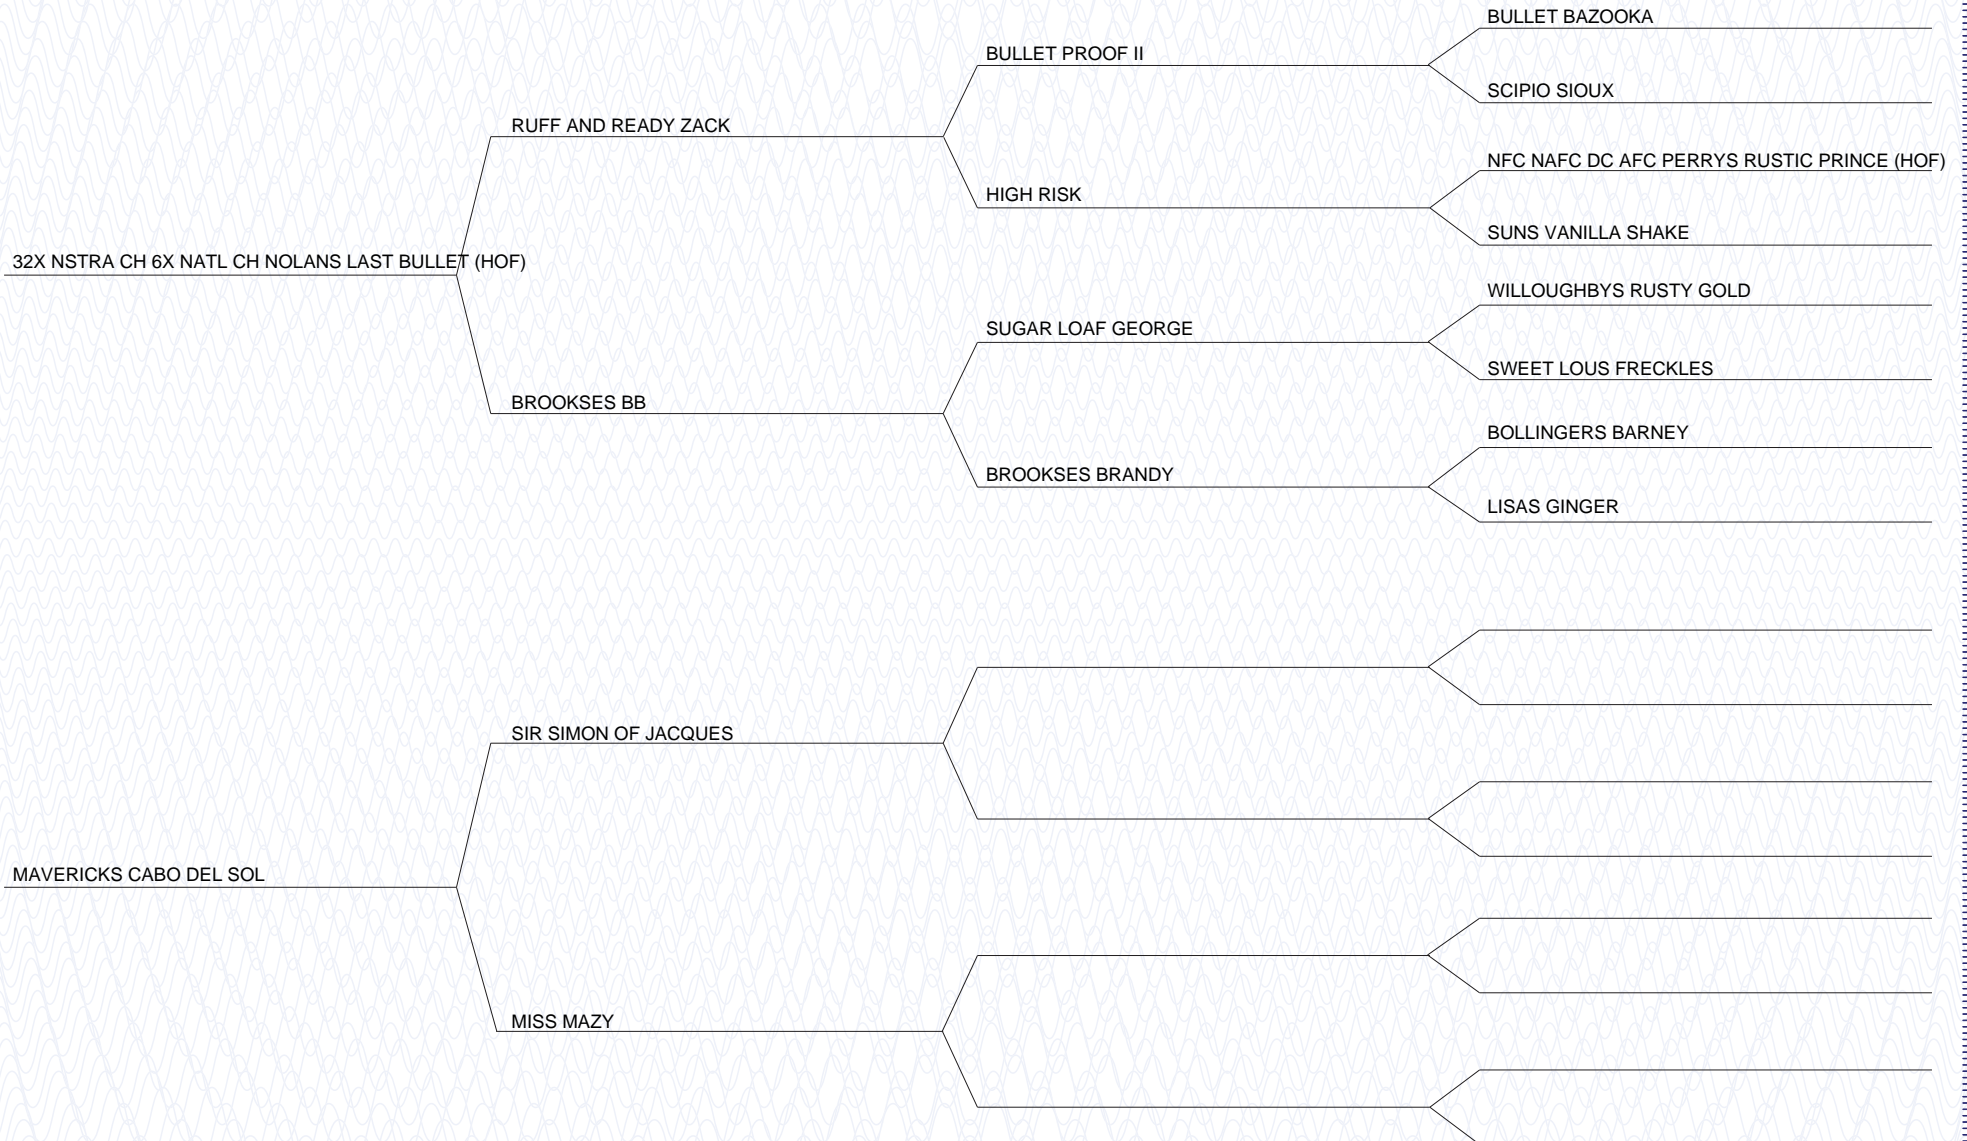 BULLET BAZOOKA
BULLET PROOF II
SCIPIO SIOUX
RUFF AND READY ZACK
NFC NAFC DC AFC PERRYS RUSTIC PRINCE (HOF)
HIGH RISK
SUNS VANILLA SHAKE
32X NSTRA CH 6X NATL CH NOLANS LAST BULLET (HOF)
WILLOUGHBYS RUSTY GOLD
SUGAR LOAF GEORGE
SWEET LOUS FRECKLES
BROOKSES BB
BOLLINGERS BARNEY
BROOKSES BRANDY
LISAS GINGER
SIR SIMON OF JACQUES
MAVERICKS CABO DEL SOL
MISS MAZY